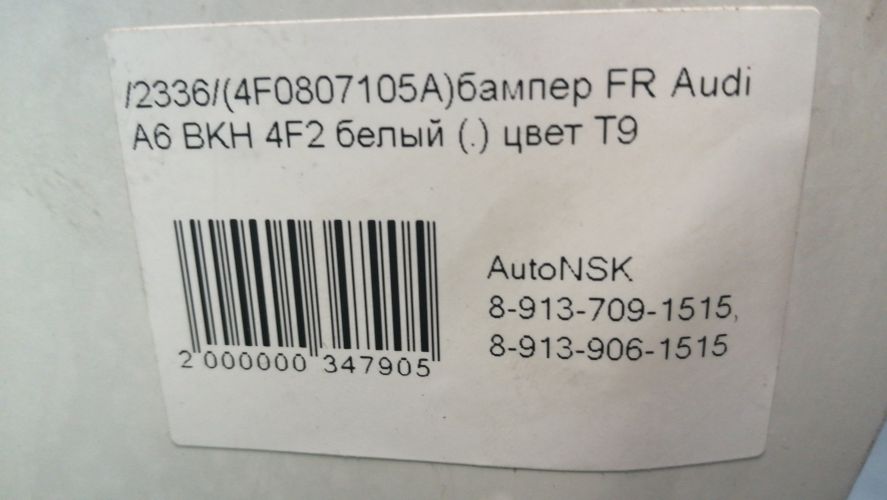 /2336/(4F0807105A)бампер FR Audi
A6 BKH 4F2 белый (.) цвет T9
AutoNSK
8-913-709-1515,
8-913-906-1515
2 000000 347905